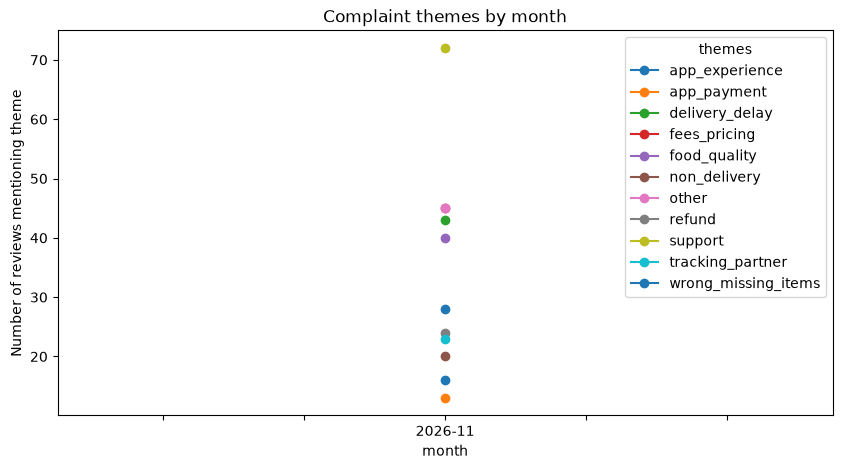 Complaint themes by month
Number of reviews mentioning theme
70
60
50
40
30
20
themes
app_experience
app_payment
delivery_delay
fees_pricing
food_quality
non_delivery
other
refund
support
tracking_partner
wrong_missing_items
2026-11
month